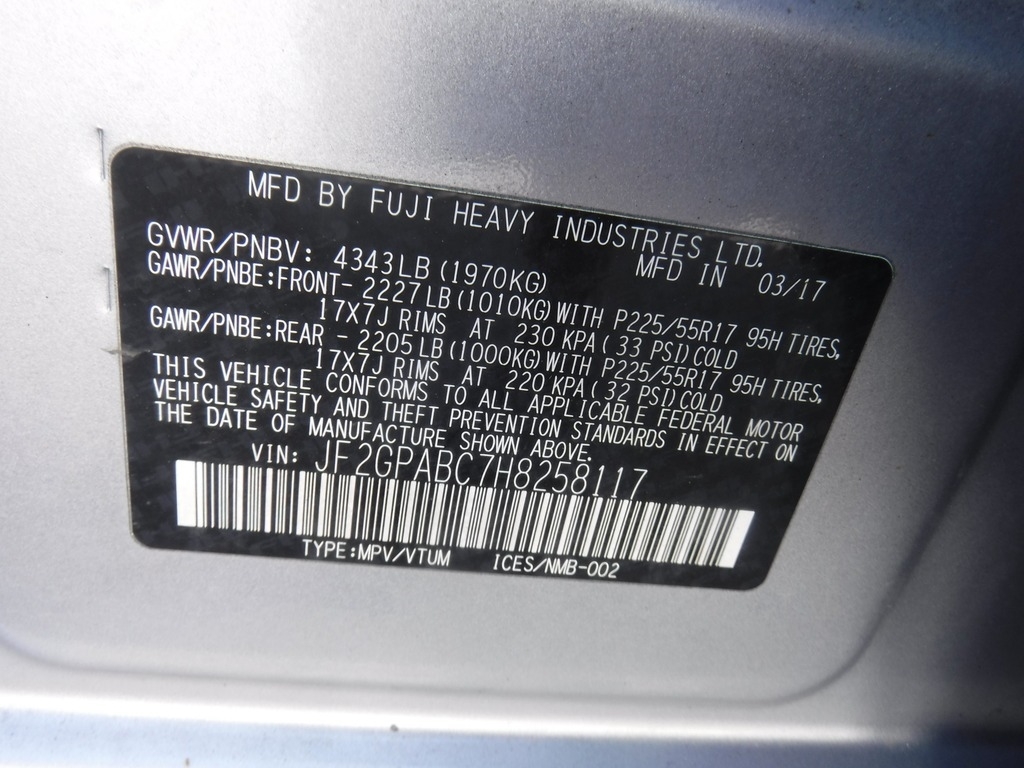 MFD BY FUJI HEAVY INDUSTRIES LTD.
GVWR/PNBV: 4343LB (1970KG) MFD IN 03/17
GAWR/PNBE:FRONT- 2227LB(1010KG)WITH P225/55R17 95H TIRES,
17X7J RIMS AT 230 KPA( 33 PSI)COLD
GAWR/PNBE:REAR - 2205LB(1000KG)WITH P225/55R17 95H TIRES,
17X7J RIMS AT 220 KPA( 32 PSI)COLD
THIS VEHICLE CONFORMS TO ALL APPLICABLE FEDERAL MOTOR
VEHICLE SAFETY AND THEFT PREVENTION STANDARDS IN EFFECT ON
THE DATE OF MANUFACTURE SHOWN ABOVE.
VIN: JF2GPABC7H8258117
TYPE:MPV/VTUM ICES/NMB-002